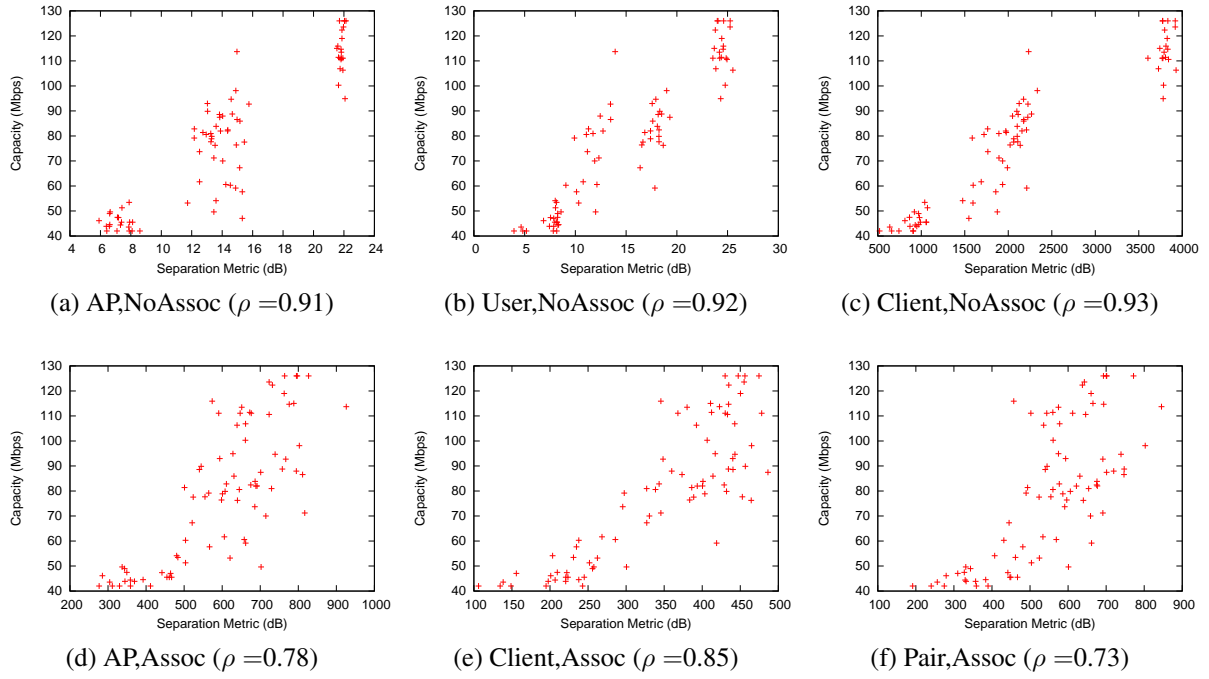 130
120
110
100
90
80
70
60
50
40
Capacity (Mbps)
4 6 8 10 12 14 16 18 20 22 24
Separation Metric (dB)
(a) AP,NoAssoc (ρ =0.91)
130
120
110
100
90
80
70
60
50
40
Capacity (Mbps)
0 5 10 15 20 25 30
Separation Metric (dB)
(b) User,NoAssoc (ρ =0.92)
130
120
110
100
90
80
70
60
50
40
Capacity (Mbps)
500 1000 1500 2000 2500 3000 3500 4000
Separation Metric (dB)
(c) Client,NoAssoc (ρ =0.93)
130
120
110
100
90
80
70
60
50
40
Capacity (Mbps)
200 300 400 500 600 700 800 900 1000
Separation Metric (dB)
(d) AP,Assoc (ρ =0.78)
130
120
110
100
90
80
70
60
50
40
Capacity (Mbps)
100 150 200 250 300 350 400 450 500
Separation Metric (dB)
(e) Client,Assoc (ρ =0.85)
130
120
110
100
90
80
70
60
50
40
Capacity (Mbps)
100 200 300 400 500 600 700 800 900
Separation Metric (dB)
(f) Pair,Assoc (ρ =0.73)